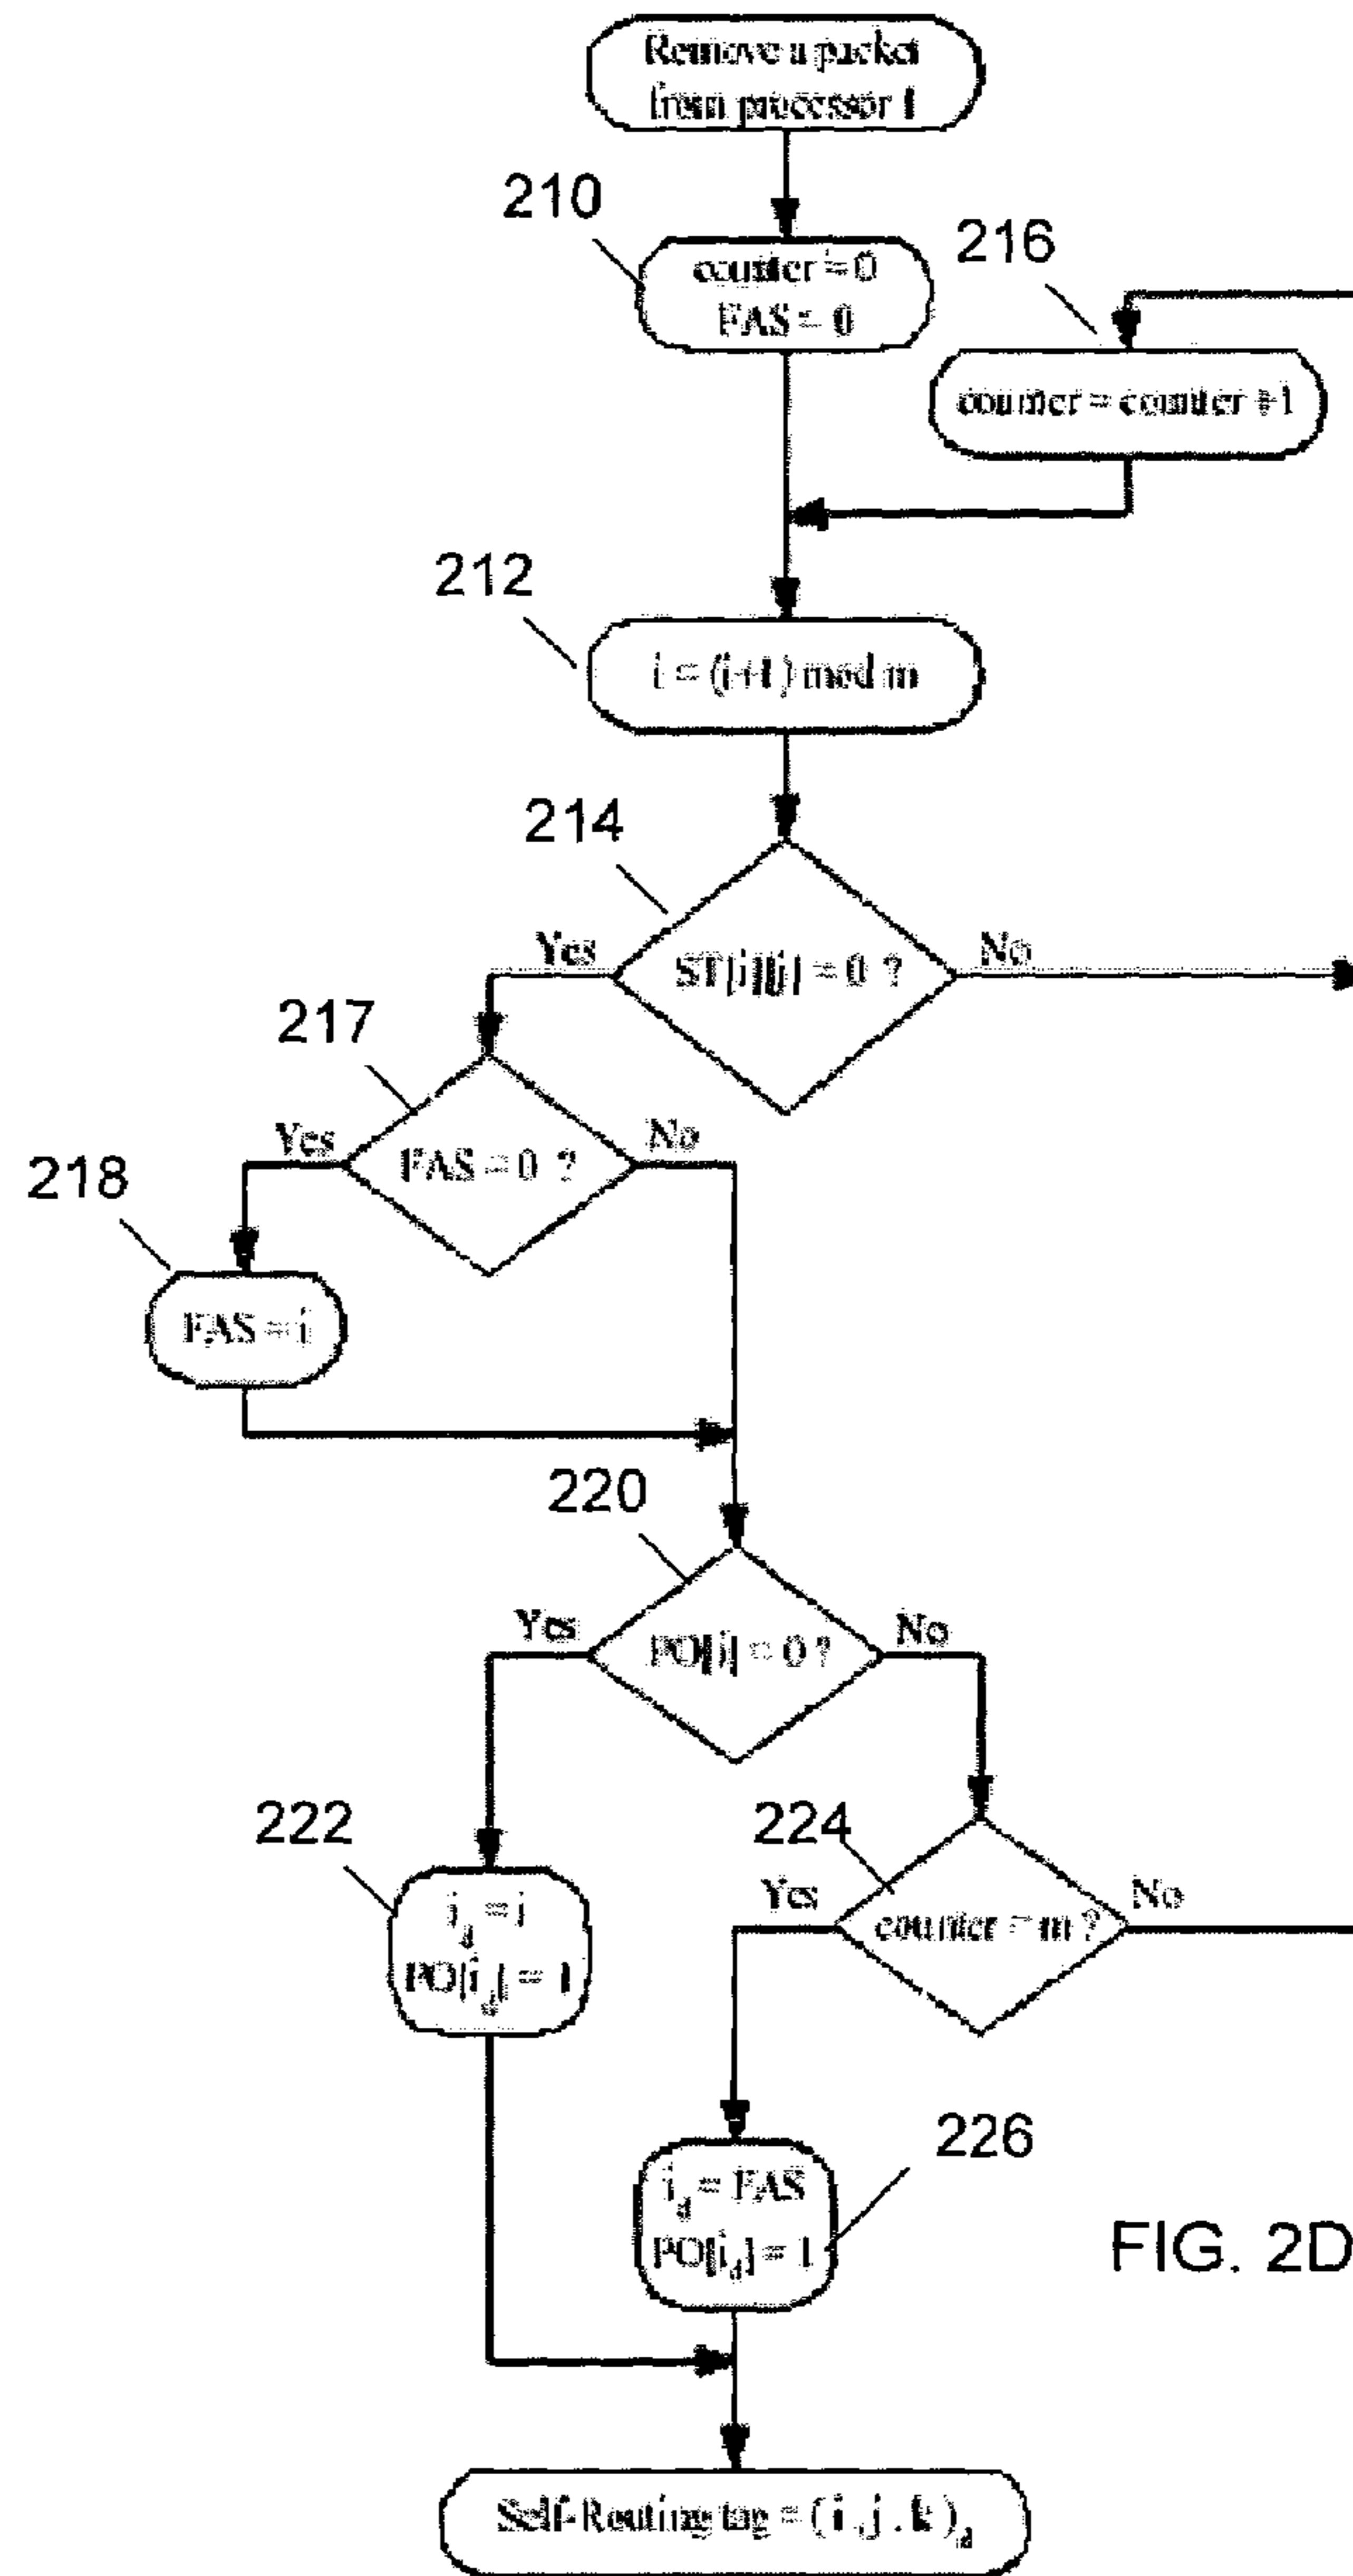 Remove a packet
from processor 1
210
counter = 0
FAS = 0
216
counter = counter +1
212
i = (i+1) mod m
214
ST[i][j] = 0 ?
Yes
No
217
FAS = 0 ?
Yes
No
218
FAS = i
220
PO[i] = 0 ?
Yes
No
222
i_d = i
PO[i_d] = 1
224
counter = m ?
Yes
No
226
i_d = FAS
PO[i_d] = 1
FIG. 2D
Self-Routing tag = (i , j , k)_d